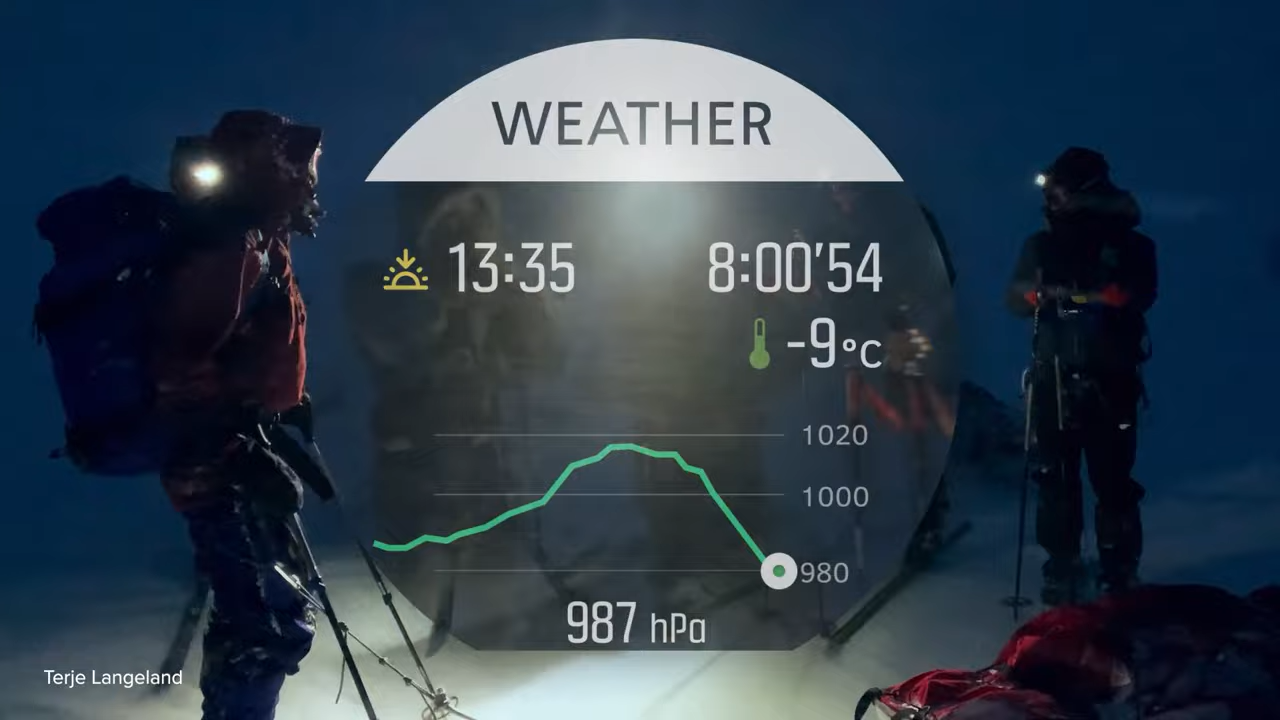 WEATHER
13:35 8:00'54
-9°C
1020
1000
980
987 hPa
Terje Langeland